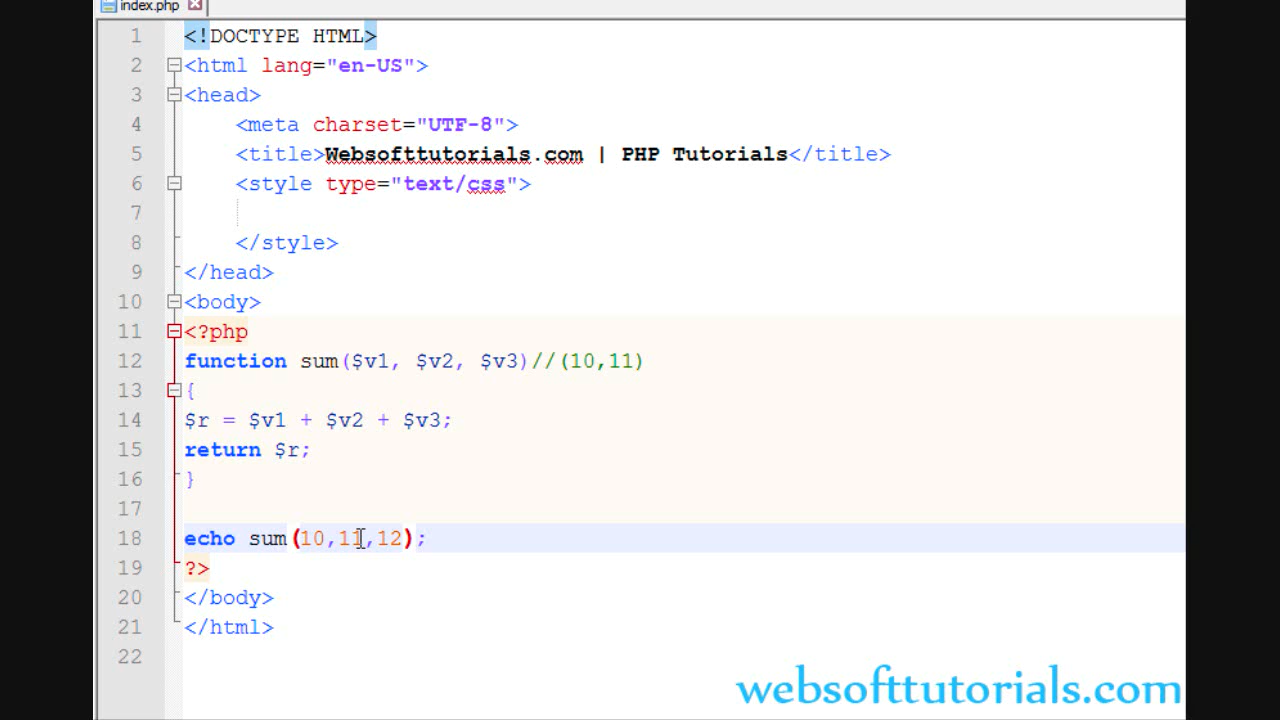 index.php
1 <!DOCTYPE HTML>
2 <html lang="en-US">
3 <head>
4 <meta charset="UTF-8">
5 <title>Websofttutorials.com | PHP Tutorials</title>
6 <style type="text/css">
7
8 </style>
9 </head>
10 <body>
11 <?php
12 function sum($v1, $v2, $v3)//(10,11)
13 {
14 $r = $v1 + $v2 + $v3;
15 return $r;
16 }
17
18 echo sum(10,11,12);
19 ?>
20 </body>
21 </html>
22
websofttutorials.com